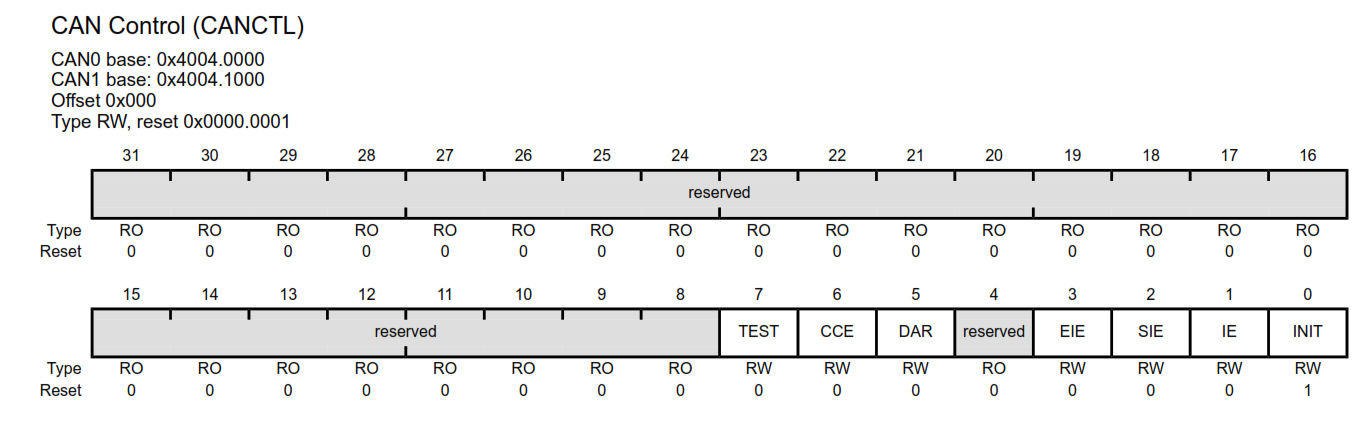 CAN Control (CANCTL)
CAN0 base: 0x4004.0000
CAN1 base: 0x4004.1000
Offset 0x000
Type RW, reset 0x0000.0001
31 30 29 28 27 26 25 24 23 22 21 20 19 18 17 16
reserved
Type RO RO RO RO RO RO RO RO RO RO RO RO RO RO RO RO
Reset 0 0 0 0 0 0 0 0 0 0 0 0 0 0 0 0
15 14 13 12 11 10 9 8 7 6 5 4 3 2 1 0
reserved TEST CCE DAR reserved EIE SIE IE INIT
Type RO RO RO RO RO RO RO RO RW RW RW RO RW RW RW RW
Reset 0 0 0 0 0 0 0 0 0 0 0 0 0 0 0 1